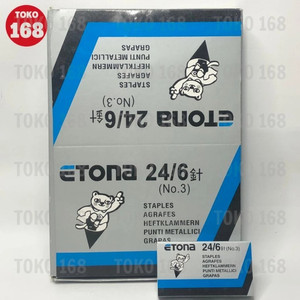 TOKO
168
TOKO 168
STAPLES
AGRAFES
HEFTKLAMMERN
PUNTI METALLICI
GRAPAS
24/6針
(No.3)
ETONA
ETONA 24/6針
(No.3)
STAPLES
AGRAFES
HEFTKLAMMERN
PUNTI METALLICI
GRAPAS
ETONA 24/6針(No.3)
STAPLES
AGRAFES
HEFTKLAMMERN
PUNTI METALLICI
GRAPAS